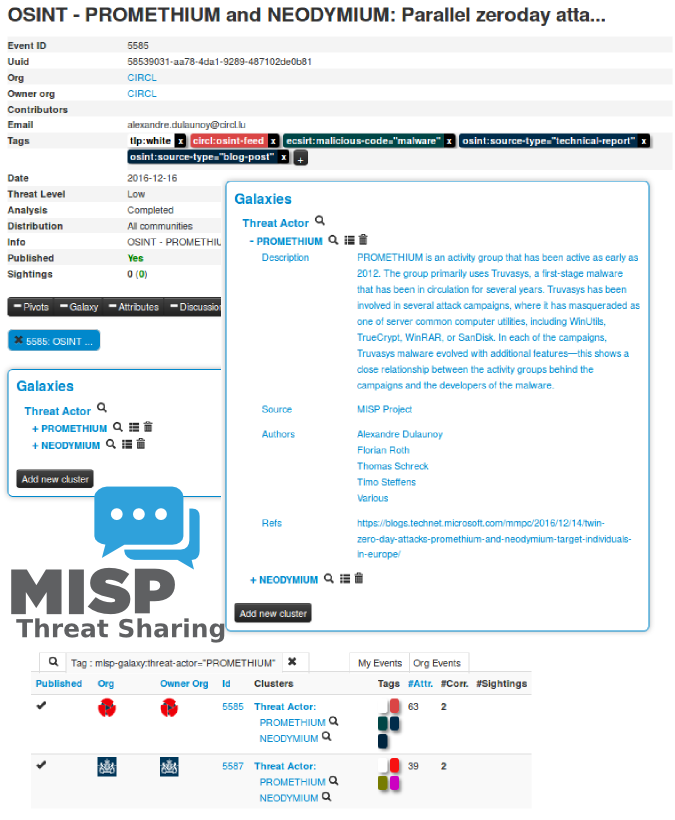 OSINT - PROMETHIUM and NEODYMIUM: Parallel zeroday atta...
Event ID 5585
Uuid 58539031-aa78-4da1-9289-487102de0b81
Org CIRCL
Owner org CIRCL
Contributors
Email alexandre.dulaunoy@circl.lu
Tags tlp:white x circl:osint-feed x ecsirt:malicious-code="malware" x osint:source-type="technical-report" x
osint:source-type="blog-post" x +
Date 2016-12-16
Threat Level Low
Analysis Completed
Distribution All communities
Info OSINT - PROMETHIU
Published Yes
Sightings 0 (0)
Pivots Galaxy Attributes Discussion
5585: OSINT ...
Galaxies
Threat Actor
+ PROMETHIUM
+ NEODYMIUM
Add new cluster
Galaxies
Threat Actor
- PROMETHIUM
Description PROMETHIUM is an activity group that has been active as early as
2012. The group primarily uses Truvasys, a first-stage malware
that has been in circulation for several years. Truvasys has been
involved in several attack campaigns, where it has masqueraded as
one of server common computer utilities, including WinUtils,
TrueCrypt, WinRAR, or SanDisk. In each of the campaigns,
Truvasys malware evolved with additional features—this shows a
close relationship between the activity groups behind the
campaigns and the developers of the malware.
Source MISP Project
Authors Alexandre Dulaunoy
Florian Roth
Thomas Schreck
Timo Steffens
Various
Refs https://blogs.technet.microsoft.com/mmpc/2016/12/14/twin-
zero-day-attacks-promethium-and-neodymium-target-individuals-
in-europe/
+ NEODYMIUM
Add new cluster
MISP
Threat Sharing
Tag : misp-galaxy:threat-actor="PROMETHIUM" My Events Org Events
Published Org Owner Org Id Clusters Tags #Attr. #Corr. #Sightings
5585 Threat Actor: 63 2
PROMETHIUM
NEODYMIUM
5587 Threat Actor: 39 2
PROMETHIUM
NEODYMIUM